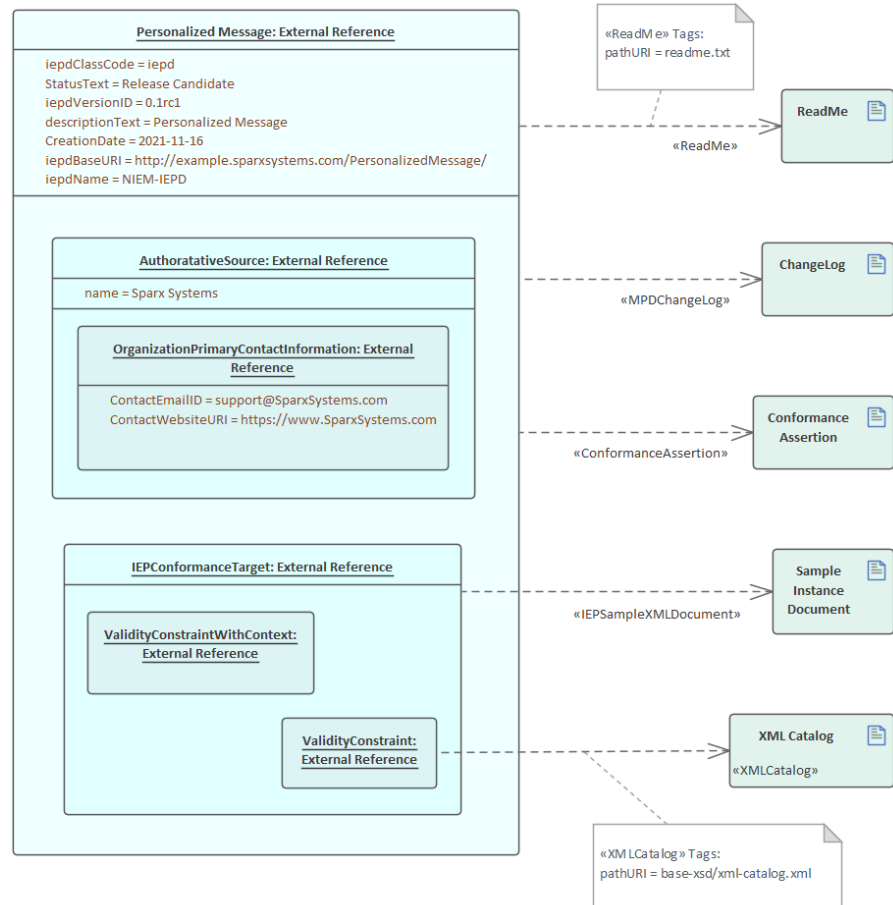 Personalized Message: External Reference
iepdClassCode = iepd
StatusText = Release Candidate
iepdVersionID = 0.1rc1
descriptionText = Personalized Message
CreationDate = 2021-11-16
iepdBaseURI = http://example.sparxsystems.com/PersonalizedMessage/
iepdName = NIEM-IEPD
«ReadMe» Tags:
pathURI = readme.txt
ReadMe
«ReadMe»
AuthoratativeSource: External Reference
name = Sparx Systems
OrganizationPrimaryContactInformation: External
Reference
ContactEmailID = support@SparxSystems.com
ContactWebsiteURI = https://www.SparxSystems.com
ChangeLog
«MPDChangeLog»
Conformance
Assertion
«ConformanceAssertion»
IEPConformanceTarget: External Reference
ValidityConstraintWithContext:
External Reference
ValidityConstraint:
External Reference
Sample
Instance
Document
«IEPSampleXMLDocument»
XML Catalog
«XMLCatalog»
«XMLCatalog» Tags:
pathURI = base-xsd/xml-catalog.xml